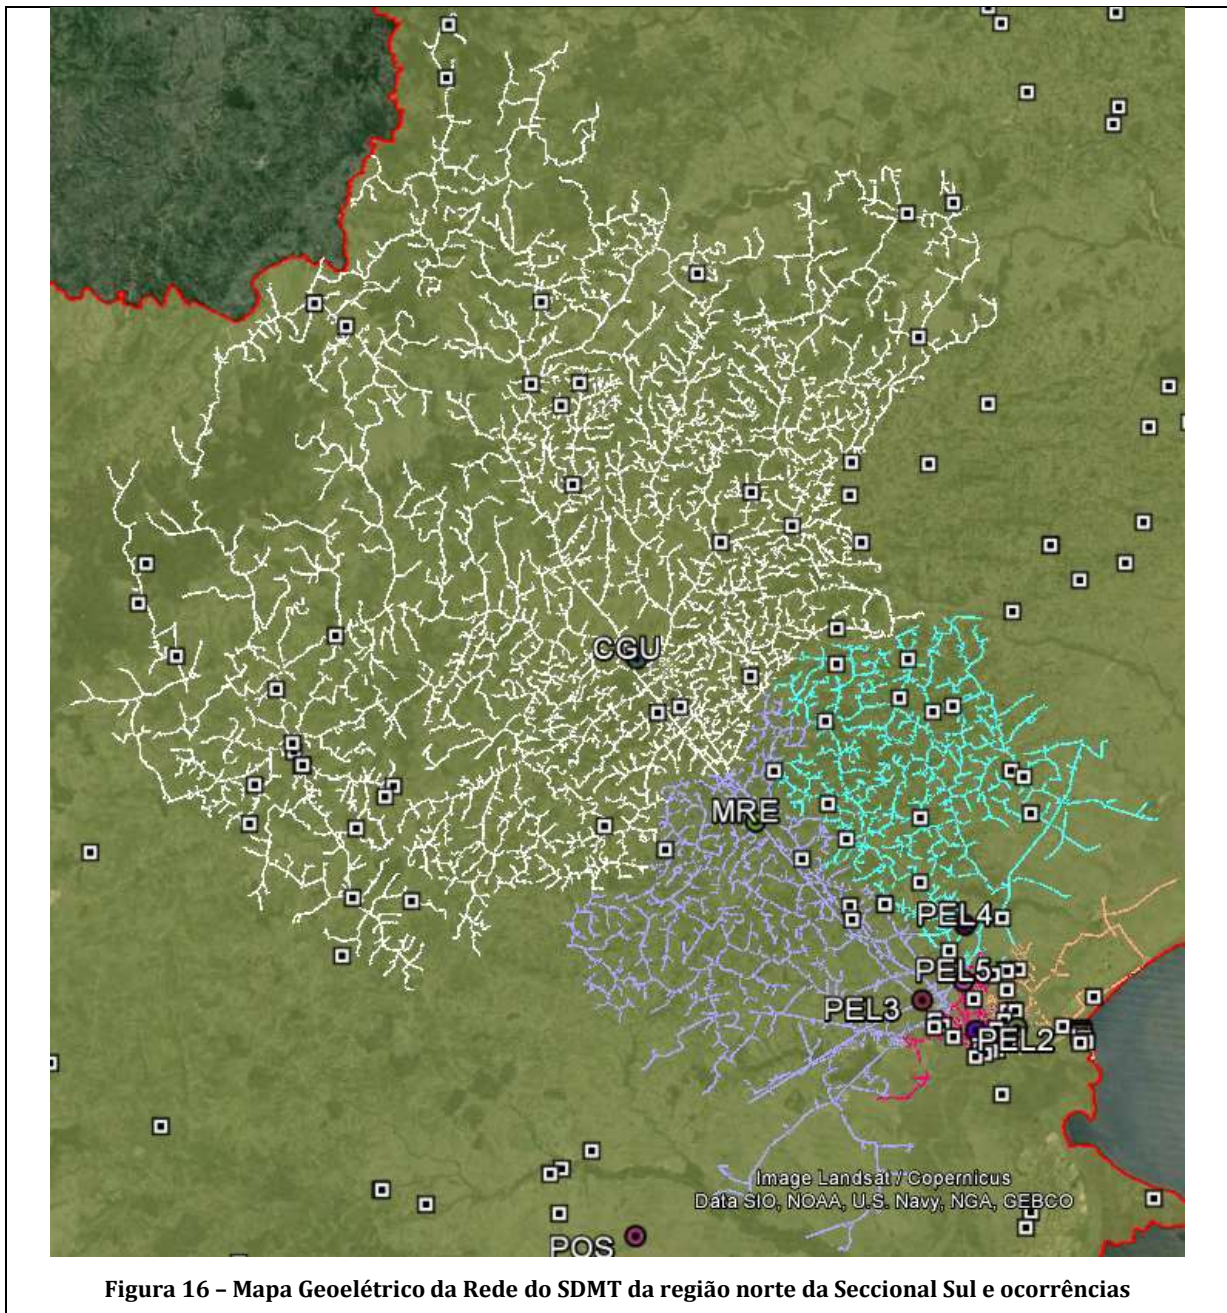 CGU
MRE
PEL4
PEL5
PEL3
PEL2
Image Landsat / Copernicus
Data SIO, NOAA, U.S. Navy, NGA, GEBCO
POS
Figura 16 – Mapa Geoelétrico da Rede do SDMT da região norte da Seccional Sul e ocorrências